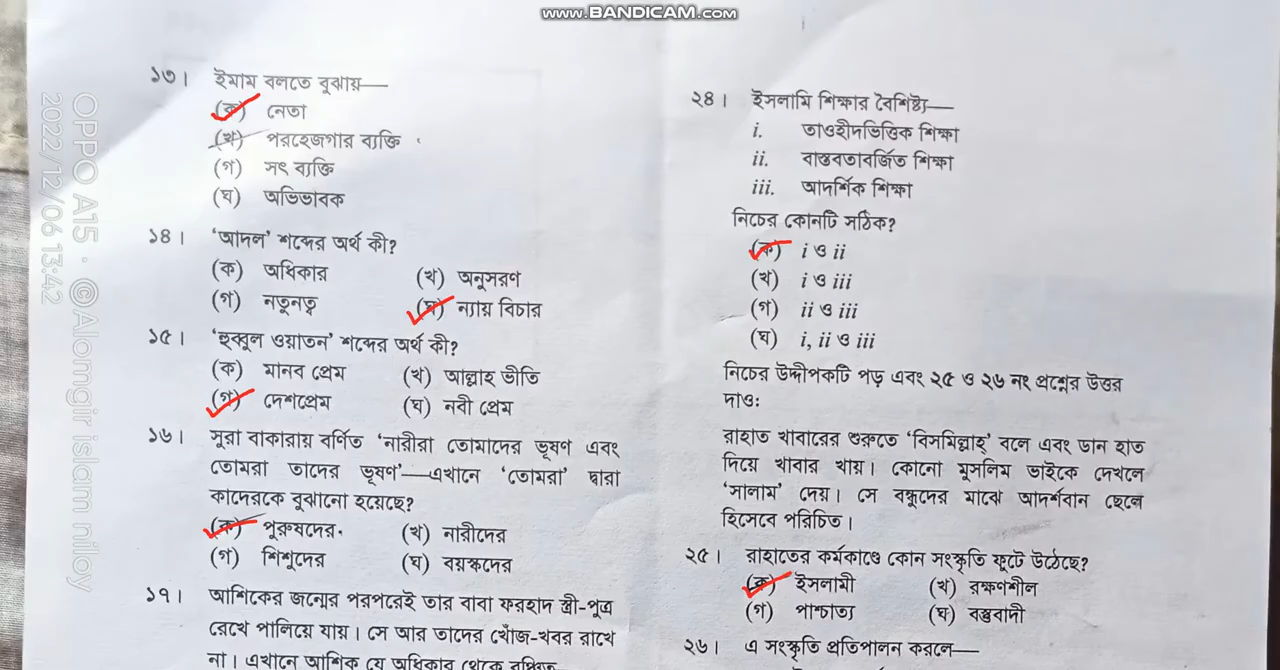 www.BANDICAM.com
OPPO A15 · @Alomgir islam niloy
2022/12/06 13:42
১৩। ইমাম বলতে বুঝায়—
(ক) নেতা
(খ) পরহেজগার ব্যক্তি
(গ) সৎ ব্যক্তি
(ঘ) অভিভাবক
১৪। ‘আদল’ শব্দের অর্থ কী?
(ক) অধিকার (খ) অনুসরণ
(গ) নতুনত্ব (ঘ) ন্যায় বিচার
১৫। ‘হুব্বুল ওয়াতন’ শব্দের অর্থ কী?
(ক) মানব প্রেম (খ) আল্লাহ ভীতি
(গ) দেশপ্রেম (ঘ) নবী প্রেম
১৬। সূরা বাকারায় বর্ণিত ‘নারীরা তোমাদের ভূষণ এবং
তোমরা তাদের ভূষণ’—এখানে ‘তোমরা’ দ্বারা
কাদেরকে বুঝানো হয়েছে?
(ক) পুরুষদের (খ) নারীদের
(গ) শিশুদের (ঘ) বয়স্কদের
১৭। আশিকের জন্মের পরপরেই তার বাবা ফরহাদ স্ত্রী-পুত্র
রেখে পালিয়ে যায়। সে আর তাদের খোঁজ-খবর রাখে
না। এখানে আশিক যে অধিকার থেকে বঞ্চিত
২৪। ইসলামি শিক্ষার বৈশিষ্ট্য—
i. তাওহীদভিত্তিক শিক্ষা
ii. বাস্তবতাবর্জিত শিক্ষা
iii. আদর্শিক শিক্ষা
নিচের কোনটি সঠিক?
(ক) i ও ii
(খ) i ও iii
(গ) ii ও iii
(ঘ) i, ii ও iii
নিচের উদ্দীপকটি পড় এবং ২৫ ও ২৬ নং প্রশ্নের উত্তর
দাও:
রাহাত খাবারের শুরুতে ‘বিসমিল্লাহ্’ বলে এবং ডান হাত
দিয়ে খাবার খায়। কোনো মুসলিম ভাইকে দেখলে
‘সালাম’ দেয়। সে বন্ধুদের মাঝে আদর্শবান ছেলে
হিসেবে পরিচিত।
২৫। রাহাতের কর্মকাণ্ডে কোন সংস্কৃতি ফুটে উঠেছে?
(ক) ইসলামী (খ) রক্ষণশীল
(গ) পাশ্চাত্য (ঘ) বস্তুবাদী
২৬। এ সংস্কৃতি প্রতিপালন করলে—